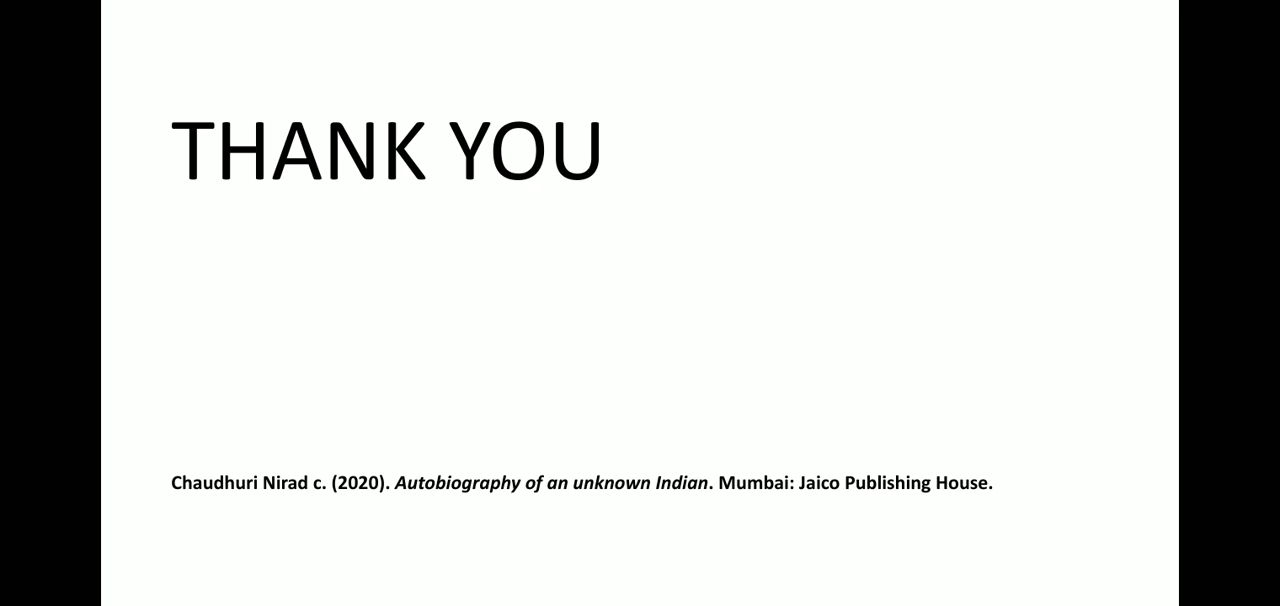 THANK YOU
Chaudhuri Nirad c. (2020). Autobiography of an unknown Indian. Mumbai: Jaico Publishing House.